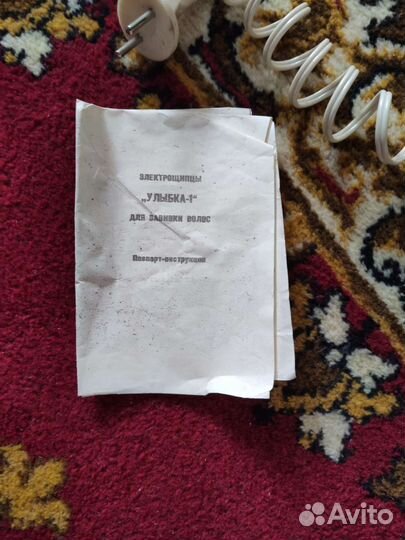 ЭЛЕКТРОЩИПЦЫ
„УЛЫБКА-1“
ДЛЯ ЗАВИВКИ ВОЛОС
Паспорт-инструкция
Avito